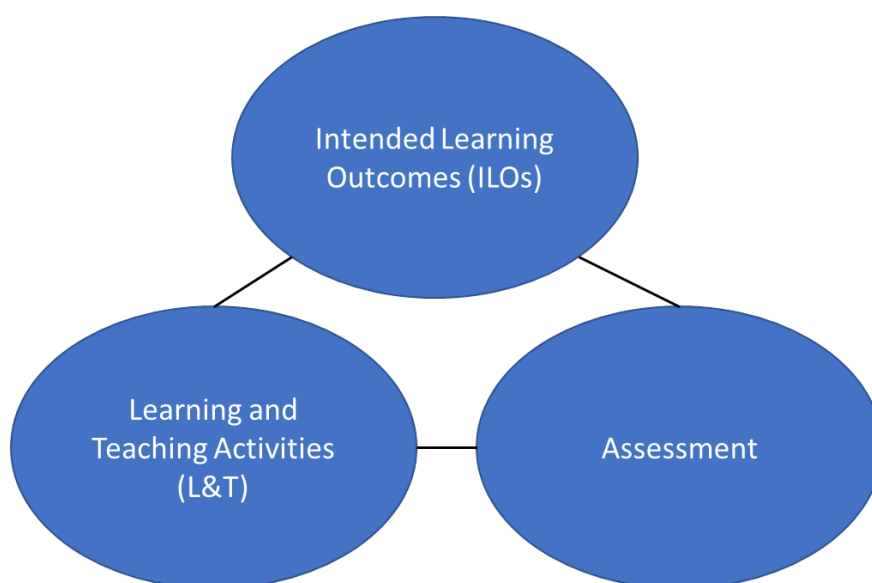 Intended Learning
Outcomes (ILOs)
Learning and
Teaching Activities
(L&T)
Assessment